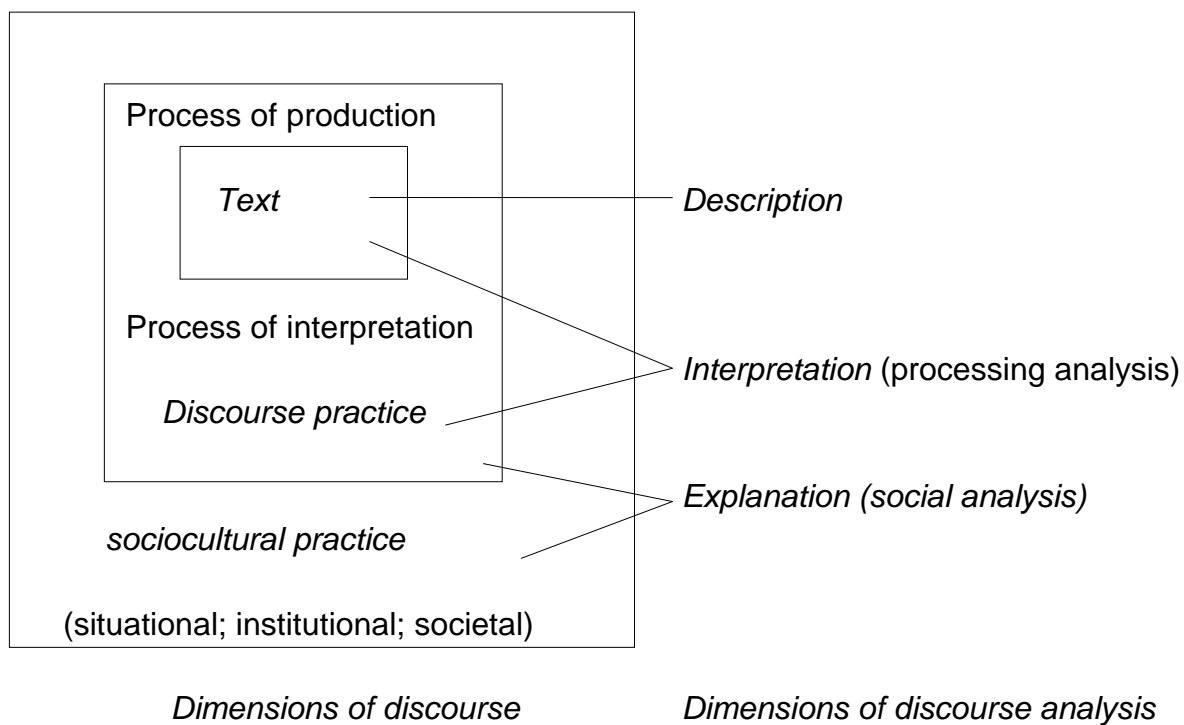 Process of production
Text
Description
Process of interpretation
Interpretation (processing analysis)
Discourse practice
Explanation (social analysis)
sociocultural practice
(situational; institutional; societal)
Dimensions of discourse
Dimensions of discourse analysis